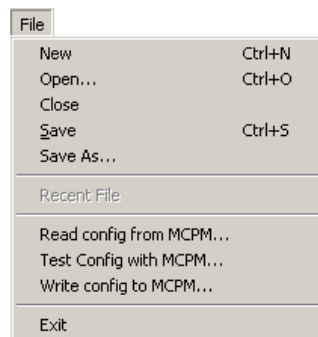 File
New Ctrl+N
Open... Ctrl+O
Close
Save Ctrl+S
Save As...
Recent File
Read config from MCPM...
Test Config with MCPM...
Write config to MCPM...
Exit